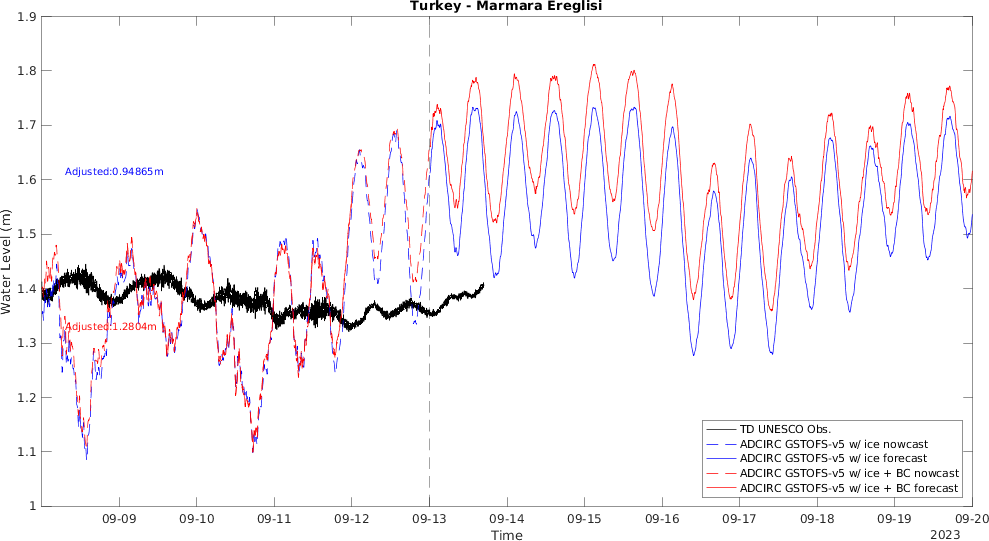 Turkey - Marmara Ereglisi
Water Level (m)
1.9
1.8
1.7
1.6
1.5
1.4
1.3
1.2
1.1
1
Adjusted:0.94865m
Adjusted:1.2804m
TD UNESCO Obs.
ADCIRC GSTOFS-v5 w/ ice nowcast
ADCIRC GSTOFS-v5 w/ ice forecast
ADCIRC GSTOFS-v5 w/ ice + BC nowcast
ADCIRC GSTOFS-v5 w/ ice + BC forecast
09-09 09-10 09-11 09-12 09-13 09-14 09-15 09-16 09-17 09-18 09-19 09-20
Time
2023